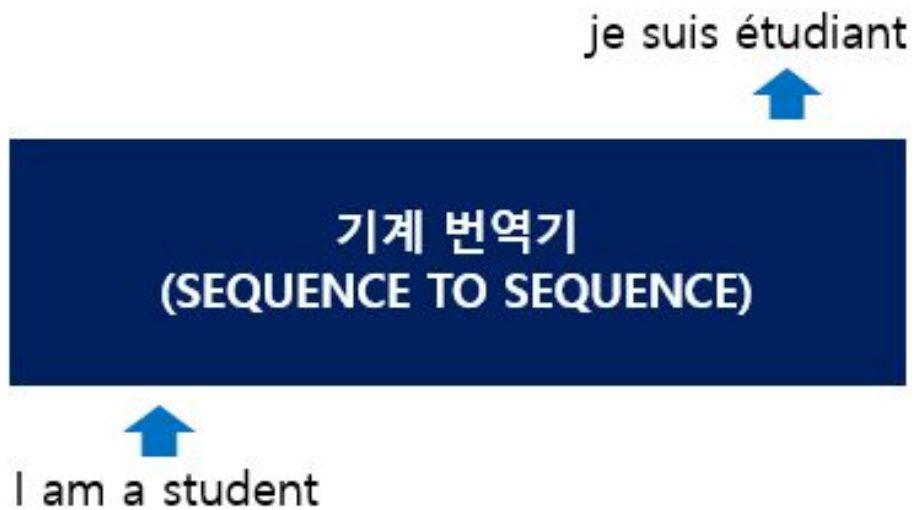 je suis étudiant
기계 번역기
(SEQUENCE TO SEQUENCE)
I am a student